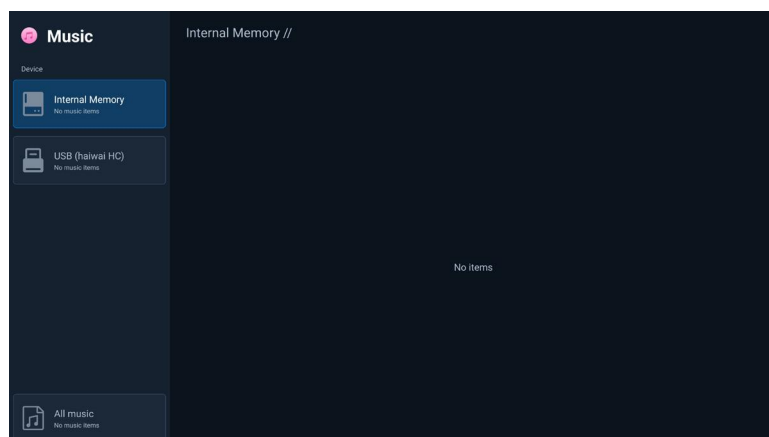 Music
Internal Memory //
Device
Internal Memory
No music items
USB (haiwai HC)
No music items
No items
All music
No music items